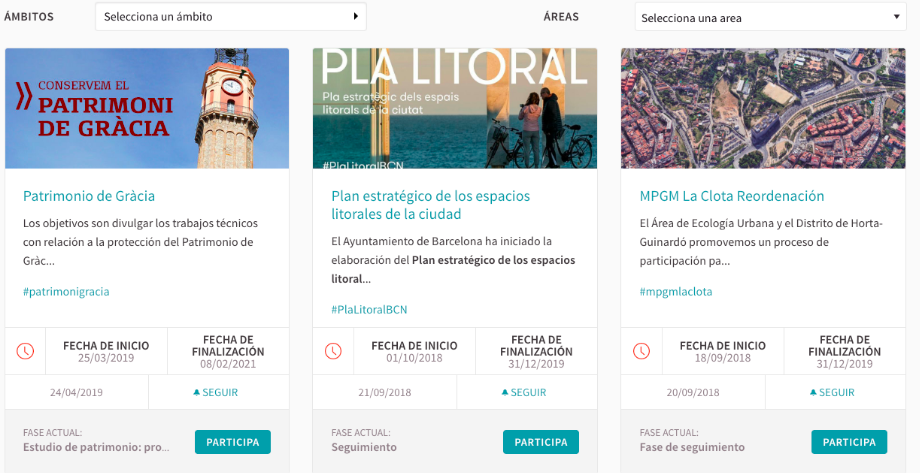 ÁMBITOS
Selecciona un ámbito
ÁREAS
Selecciona una area
CONSERVEM EL
PATRIMONI
DE GRÀCIA
Patrimonio de Gràcia
Los objetivos son divulgar los trabajos técnicos
con relación a la protección del Patrimonio de
Gràc...
#patrimonigracia
FECHA DE INICIO
25/03/2019
FECHA DE
FINALIZACIÓN
08/02/2021
24/04/2019
SEGUIR
FASE ACTUAL:
Estudio de patrimonio: pro...
PARTICIPA
PLA LITORAL
Pla estratègic dels espais
litorals de la ciutat
#PlaLitoralBCN
Plan estratégico de los espacios
litorales de la ciudad
El Ayuntamiento de Barcelona ha iniciado la
elaboración del Plan estratégico de los espacios
litoral...
#PlaLitoralBCN
FECHA DE INICIO
01/10/2018
FECHA DE
FINALIZACIÓN
31/12/2019
21/09/2018
SEGUIR
FASE ACTUAL:
Seguimiento
PARTICIPA
MPGM La Clota Reordenación
El Área de Ecología Urbana y el Distrito de Horta-
Guinardó promovemos un proceso de
participación pa...
#mpgmlaclota
FECHA DE INICIO
18/09/2018
FECHA DE
FINALIZACIÓN
31/12/2019
20/09/2018
SEGUIR
FASE ACTUAL:
Fase de seguimiento
PARTICIPA